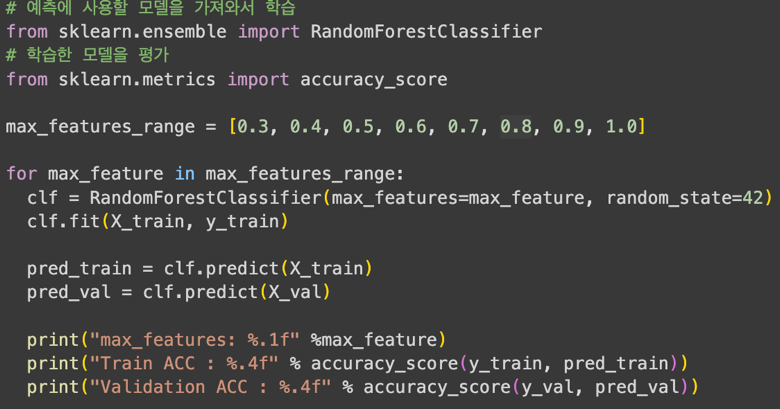 # 예측에 사용할 모델을 가져와서 학습
from sklearn.ensemble import RandomForestClassifier
# 학습한 모델을 평가
from sklearn.metrics import accuracy_score

max_features_range = [0.3, 0.4, 0.5, 0.6, 0.7, 0.8, 0.9, 1.0]

for max_feature in max_features_range:
  clf = RandomForestClassifier(max_features=max_feature, random_state=42)
  clf.fit(X_train, y_train)

  pred_train = clf.predict(X_train)
  pred_val = clf.predict(X_val)

  print("max_features: %.1f" %max_feature)
  print("Train ACC : %.4f" % accuracy_score(y_train, pred_train))
  print("Validation ACC : %.4f" % accuracy_score(y_val, pred_val))